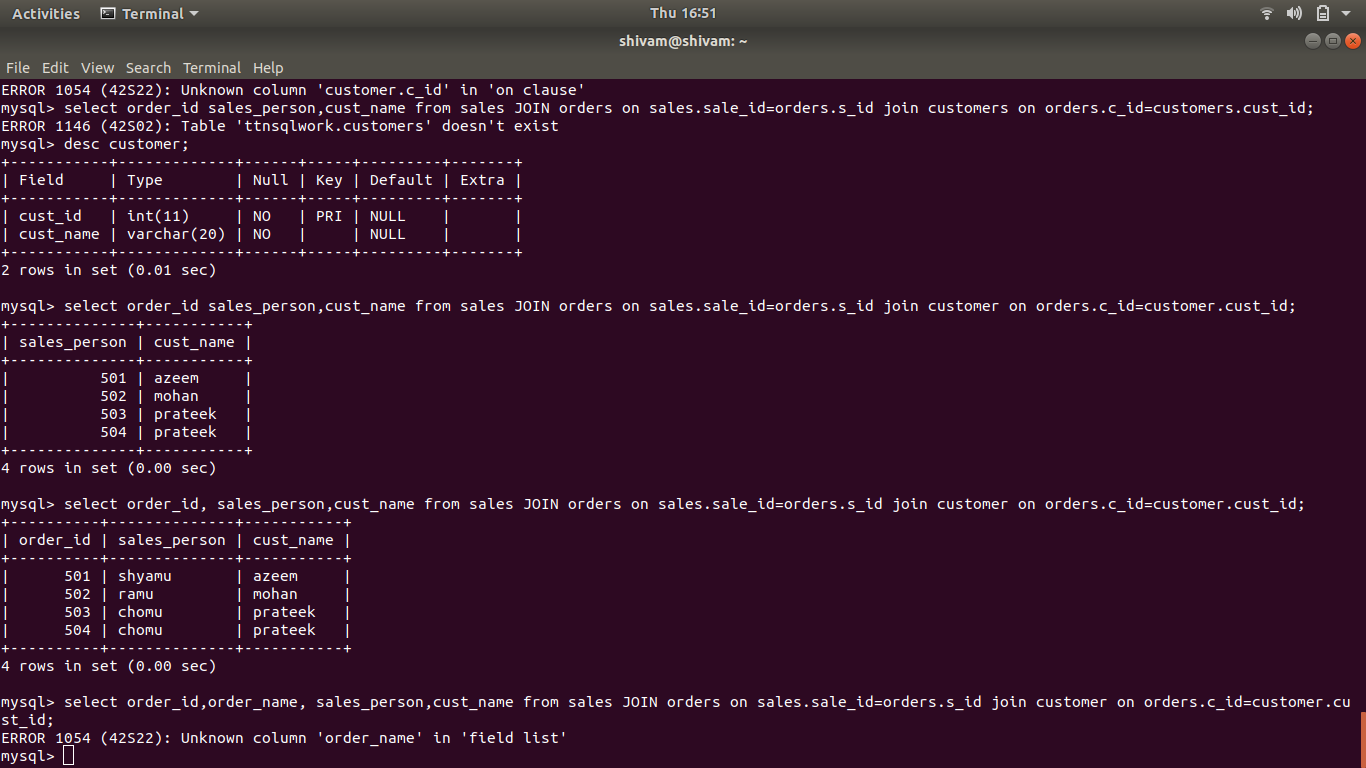 Activities Terminal Thu 16:51
shivam@shivam: ~
File Edit View Search Terminal Help
ERROR 1054 (42S22): Unknown column 'customer.c_id' in 'on clause'
mysql> select order_id sales_person,cust_name from sales JOIN orders on sales.sale_id=orders.s_id join customers on orders.c_id=customers.cust_id;
ERROR 1146 (42S02): Table 'ttnsqlwork.customers' doesn't exist
mysql> desc customer;
+-----------+-------------+------+-----+---------+-------+
| Field     | Type        | Null | Key | Default | Extra |
+-----------+-------------+------+-----+---------+-------+
| cust_id   | int(11)     | NO   | PRI | NULL    |       |
| cust_name | varchar(20) | NO   |     | NULL    |       |
+-----------+-------------+------+-----+---------+-------+
2 rows in set (0.01 sec)
mysql> select order_id sales_person,cust_name from sales JOIN orders on sales.sale_id=orders.s_id join customer on orders.c_id=customer.cust_id;
+--------------+-----------+
| sales_person | cust_name |
+--------------+-----------+
|          501 | azeem     |
|          502 | mohan     |
|          503 | prateek   |
|          504 | prateek   |
+--------------+-----------+
4 rows in set (0.00 sec)
mysql> select order_id, sales_person,cust_name from sales JOIN orders on sales.sale_id=orders.s_id join customer on orders.c_id=customer.cust_id;
+----------+--------------+-----------+
| order_id | sales_person | cust_name |
+----------+--------------+-----------+
|      501 | shyamu       | azeem     |
|      502 | ramu         | mohan     |
|      503 | chomu        | prateek   |
|      504 | chomu        | prateek   |
+----------+--------------+-----------+
4 rows in set (0.00 sec)
mysql> select order_id,order_name, sales_person,cust_name from sales JOIN orders on sales.sale_id=orders.s_id join customer on orders.c_id=customer.cu
st_id;
ERROR 1054 (42S22): Unknown column 'order_name' in 'field list'
mysql>